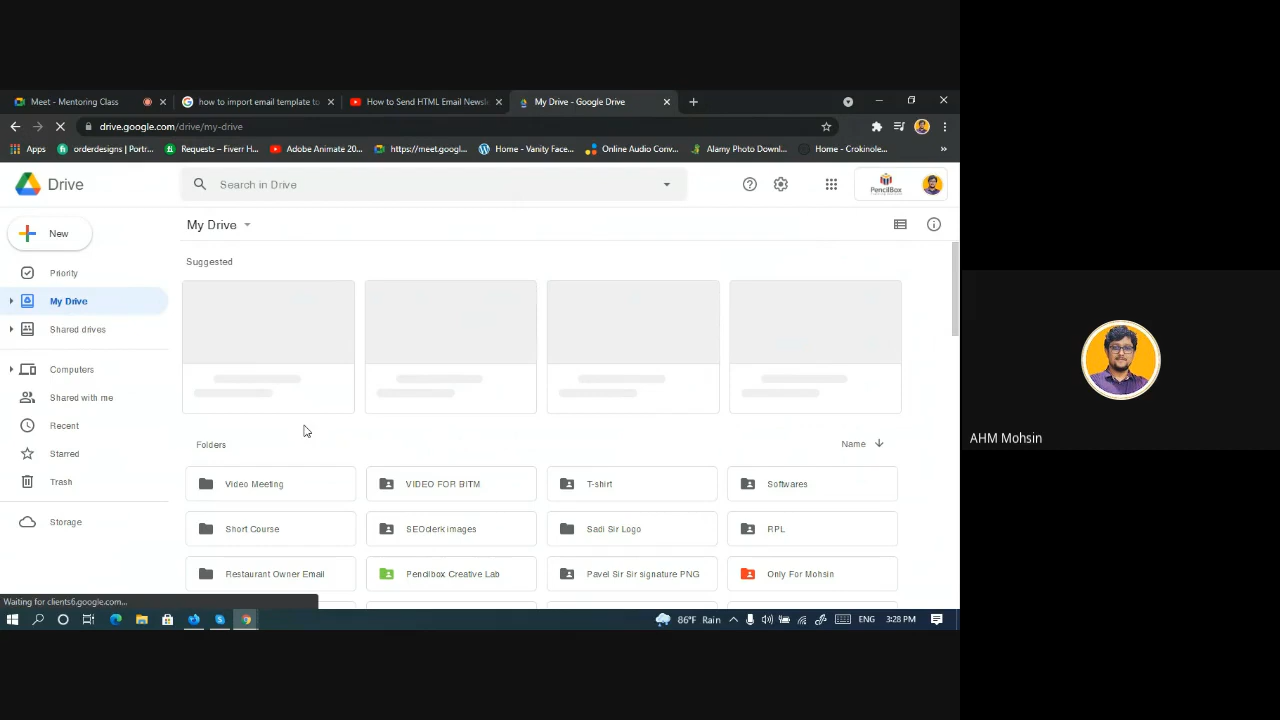 Meet - Mentoring Class
how to import email template to
How to Send HTML Email Newsl
My Drive - Google Drive
drive.google.com/drive/my-drive
Apps
orderdesigns | Portr...
Requests – Fiverr H...
Adobe Animate 20...
https://meet.googl...
Home - Vanity Face...
Online Audio Conv...
Alamy Photo Downl...
Home - Crokinole...
Drive
Search in Drive
PencilBox
New
My Drive
Suggested
Priority
My Drive
Shared drives
Computers
Shared with me
Recent
Starred
Trash
Storage
Folders
Name
Video Meeting
VIDEO FOR BITM
T-shirt
Softwares
Short Course
SEOclerk images
Sadi Sir Logo
RPL
Restaurant Owner Email
Pencilbox Creative Lab
Pavel Sir Sir signature PNG
Only For Mohsin
Waiting for clients6.google.com...
86°F Rain
ENG
3:28 PM
AHM Mohsin